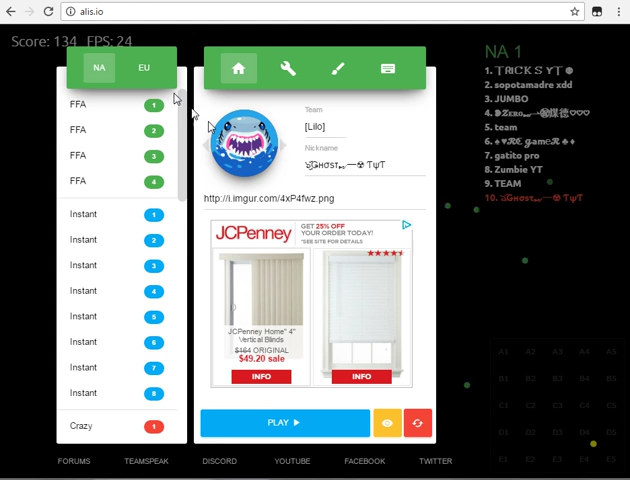 alis.io
Score: 134 FPS: 24
NA EU
FFA 1
FFA 2
FFA 3
FFA 4
Instant 1
Instant 2
Instant 3
Instant 4
Instant 5
Instant 6
Instant 7
Instant 8
Crazy 1
Team
[Lilo]
Nickname
http://i.imgur.com/4xP4fwz.png
JCPenney
GET 25% OFF
YOUR ORDER TODAY!
*SEE SITE FOR DETAILS
JCPenney Home™ 4"
Vertical Blinds
$164 ORIGINAL
$49.20 sale
INFO
INFO
PLAY
NA 1
1. TRICKS YT
2. sopotamadre xdd
3. JUMBO
5. team
7. gatito pro
8. Zumbie YT
9. TEAM
A1 A2 A3 A4 A5
B1 B2 B3 B4 B5
C1 C2 C3 C4 C5
D1 D2 D3 D4 D5
E1 E2 E3 E4 E5
FORUMS TEAMSPEAK DISCORD YOUTUBE FACEBOOK TWITTER